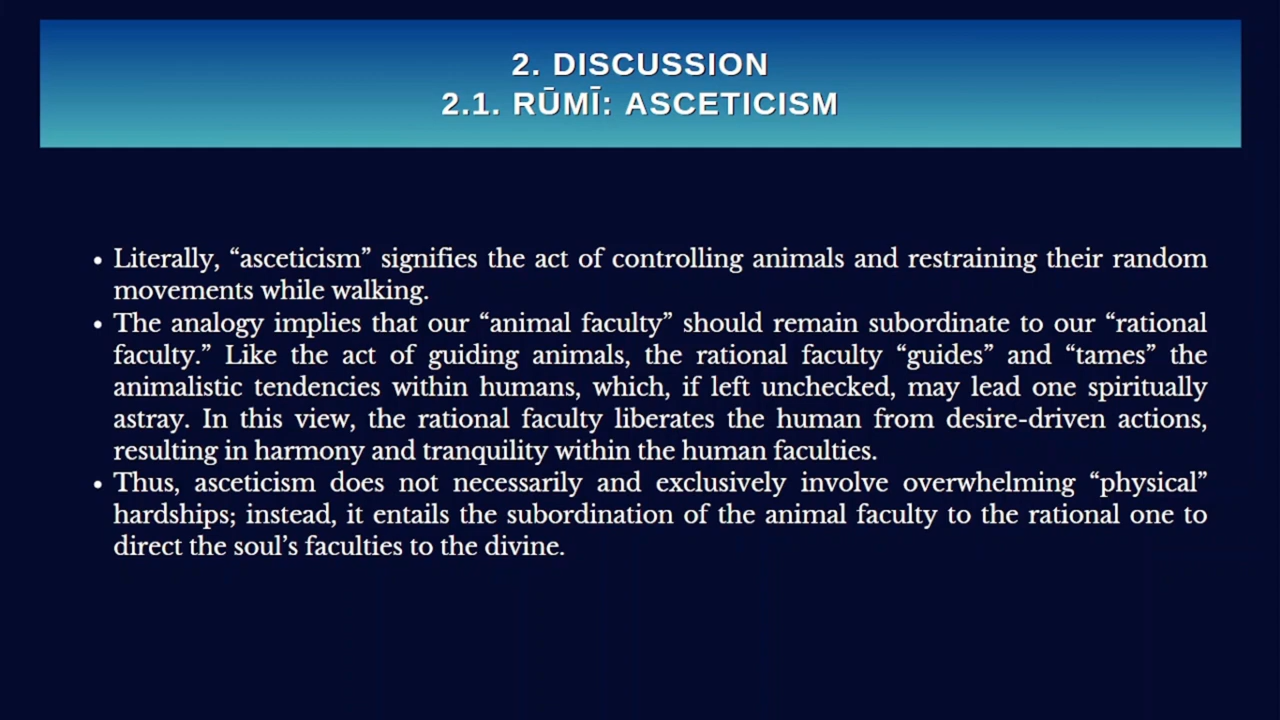 2. DISCUSSION
2.1. RŪMĪ: ASCETICISM
• Literally, “asceticism” signifies the act of controlling animals and restraining their random
movements while walking.
• The analogy implies that our “animal faculty” should remain subordinate to our “rational
faculty.” Like the act of guiding animals, the rational faculty “guides” and “tames” the
animalistic tendencies within humans, which, if left unchecked, may lead one spiritually
astray. In this view, the rational faculty liberates the human from desire-driven actions,
resulting in harmony and tranquility within the human faculties.
• Thus, asceticism does not necessarily and exclusively involve overwhelming “physical”
hardships; instead, it entails the subordination of the animal faculty to the rational one to
direct the soul’s faculties to the divine.